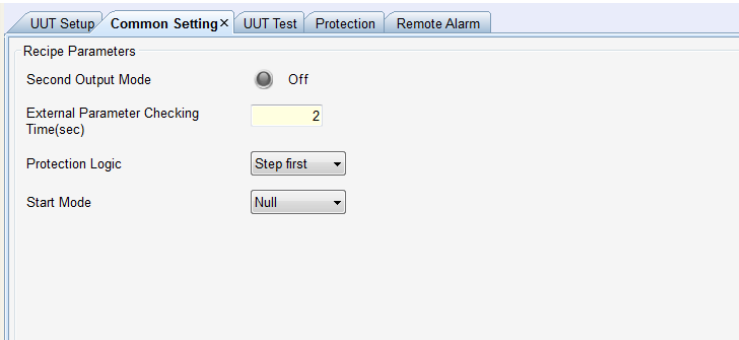 UUT Setup Common Setting× UUT Test Protection Remote Alarm
Recipe Parameters
Second Output Mode Off
External Parameter Checking
Time(sec) 2
Protection Logic Step first
Start Mode Null